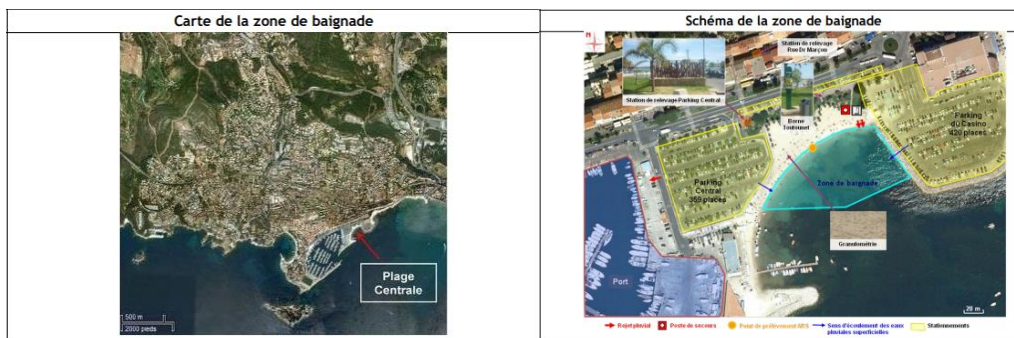 Carte de la zone de baignade
Plage
Centrale
500 m
2000 pieds
Schéma de la zone de baignade
N
Station de relevage
Rue Dr Marçon
Station de relevage Parking Central
Borne
Toutounet
Parking
du Casino
420 places
Parking
Central
359 places
Zone de baignade
Granulométrie
Port
20 m
Rejet pluvial
Poste de secours
Point de prélèvement ARS
Sens d'écoulement des eaux
pluviales superficielles
Stationnements